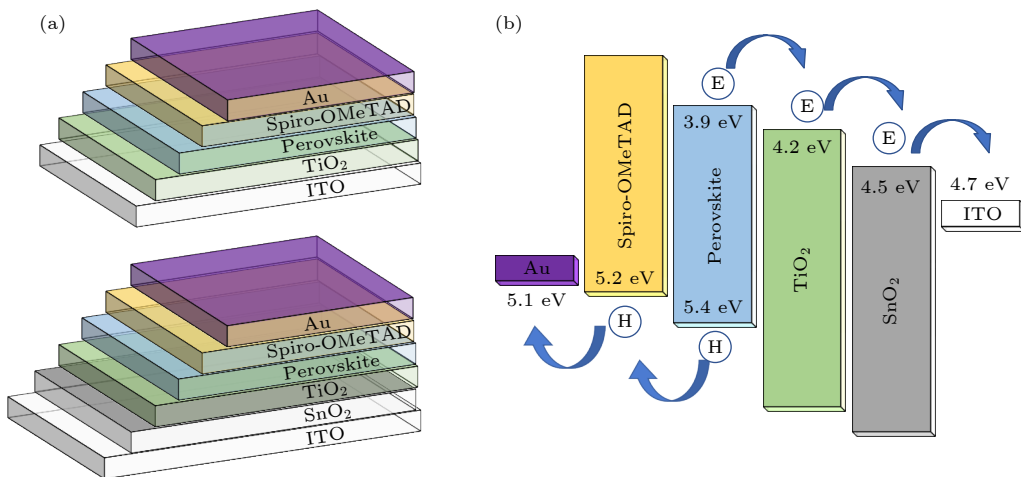 (a)
Au
Spiro-OMeTAD
Perovskite
TiO₂
ITO
Au
Spiro-OMeTAD
Perovskite
TiO₂
SnO₂
ITO
(b)
E
E
E
3.9 eV
4.2 eV
4.5 eV
4.7 eV
Spiro-OMeTAD
Perovskite
TiO₂
SnO₂
ITO
Au
5.1 eV
5.2 eV
5.4 eV
H
H